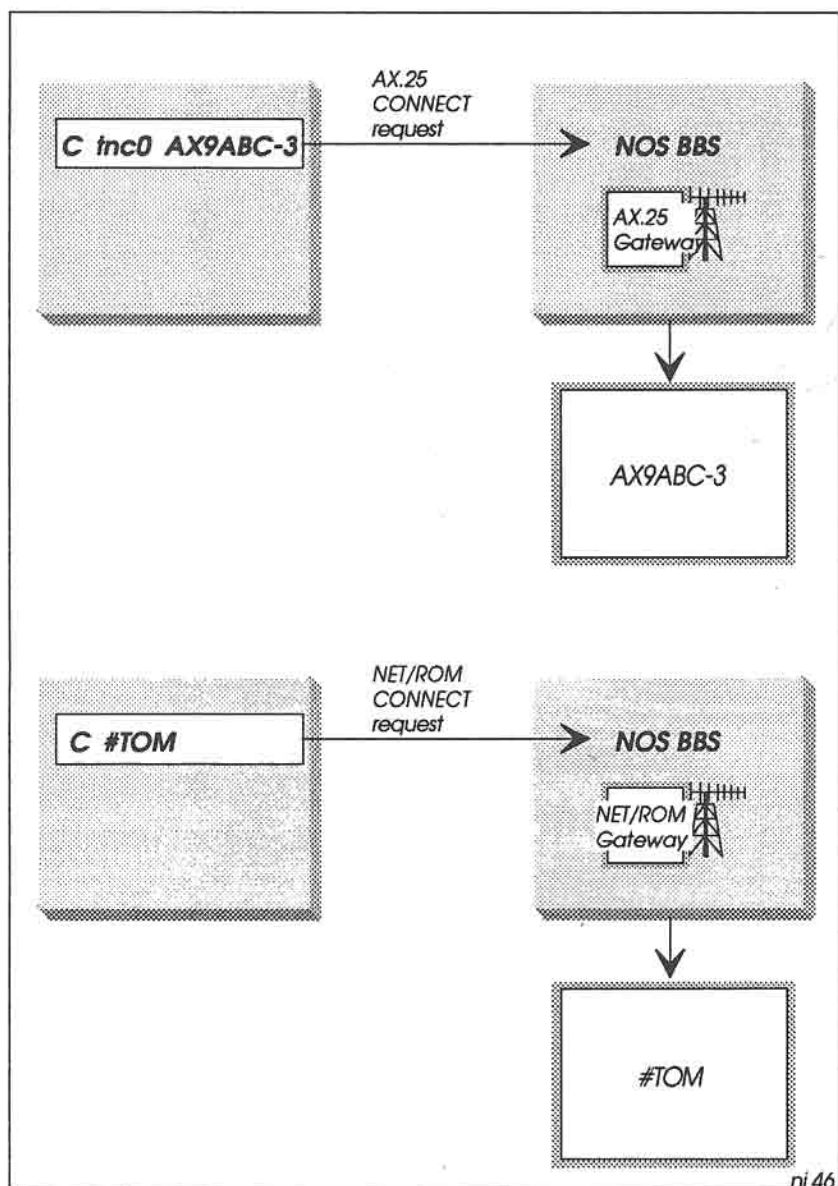 AX.25
CONNECT
request
C tnc0 AX9ABC-3
NOS BBS
AX.25
Gateway
AX9ABC-3
NET/ROM
CONNECT
request
C #TOM
NOS BBS
NET/ROM
Gateway
#TOM
ni 46